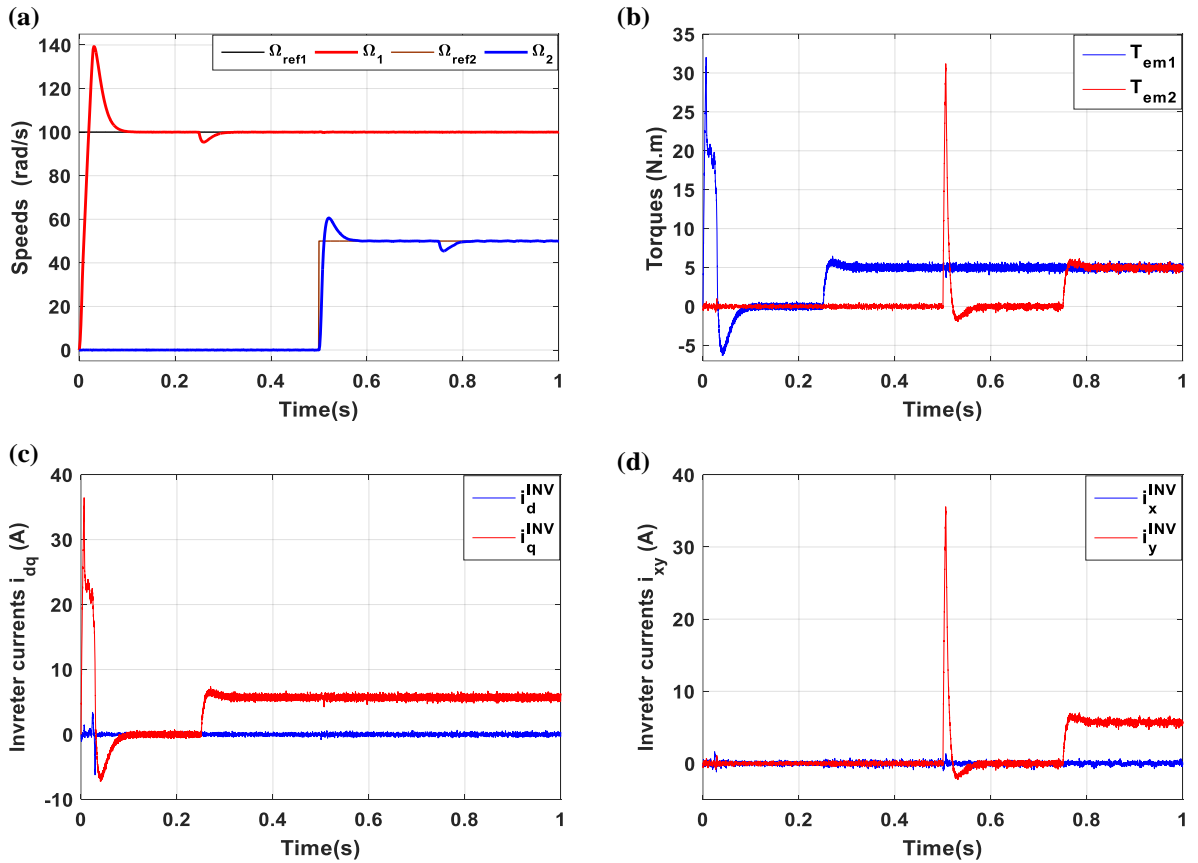 (a)
Ω_ref1 Ω_1 Ω_ref2 Ω_2
Speeds (rad/s)
140
120
100
80
60
40
20
0
0 0.2 0.4 0.6 0.8 1
Time(s)
(b)
T_em1
T_em2
Torques (N.m)
35
30
25
20
15
10
5
0
-5
0 0.2 0.4 0.6 0.8 1
Time(s)
(c)
i_d^INV
i_q^INV
Invreter currents i_dq (A)
40
30
20
10
0
-10
0 0.2 0.4 0.6 0.8 1
Time(s)
(d)
i_x^INV
i_y^INV
Invreter currents i_xy (A)
40
30
20
10
0
0 0.2 0.4 0.6 0.8 1
Time(s)